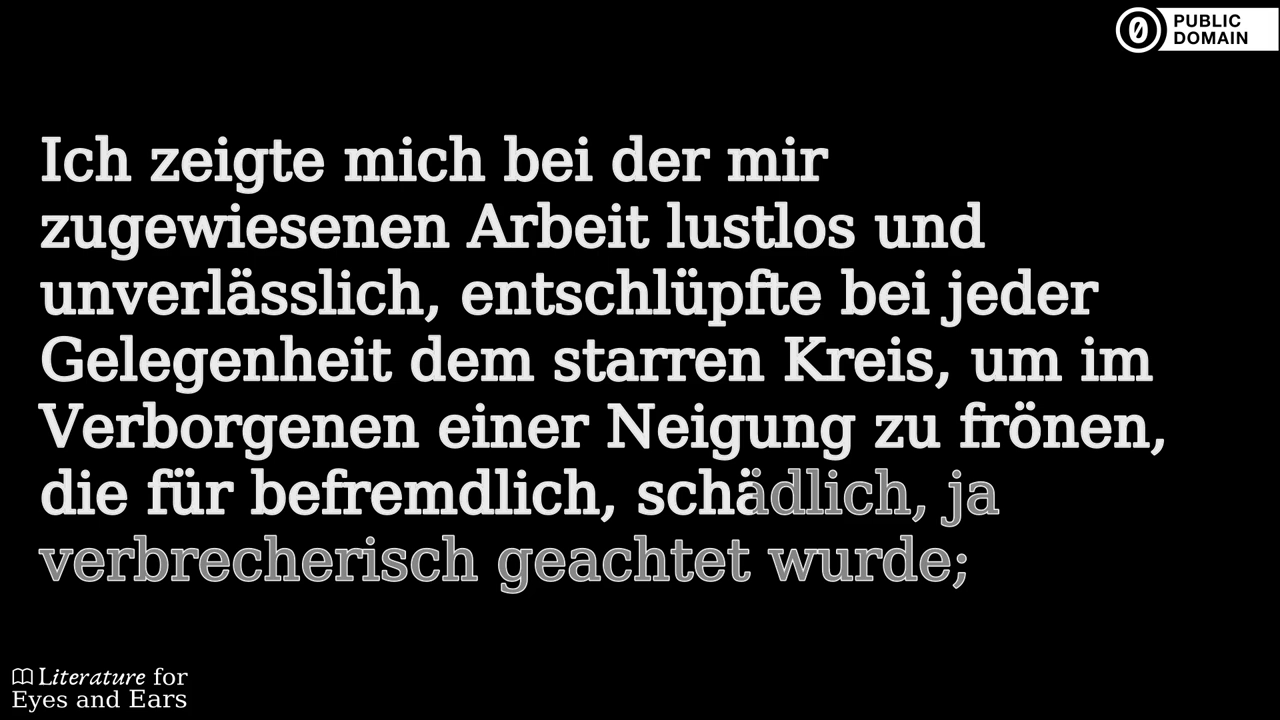 PUBLIC
DOMAIN
Ich zeigte mich bei der mir
zugewiesenen Arbeit lustlos und
unverlässlich, entschlüpfte bei jeder
Gelegenheit dem starren Kreis, um im
Verborgenen einer Neigung zu frönen,
die für befremdlich, schädlich, ja
verbrecherisch geachtet wurde;
Literature for
Eyes and Ears